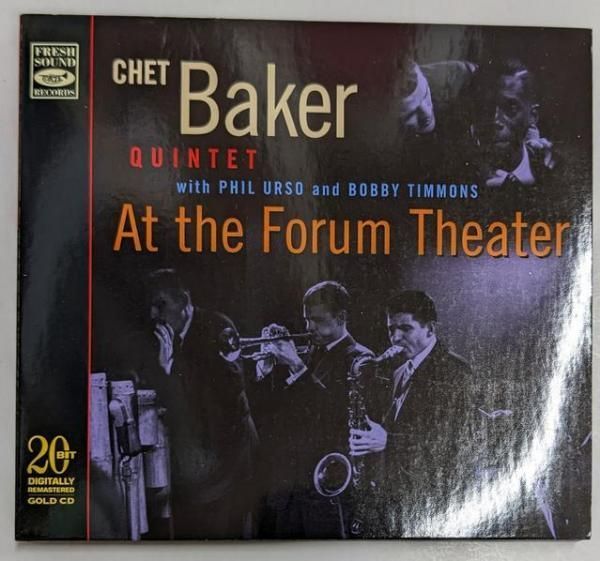 FRESH
SOUND
RECORDS
CHET
Baker
QUINTET
with PHIL URSO and BOBBY TIMMONS
At the Forum Theater
20 BIT
DIGITALLY
REMASTERED
GOLD CD